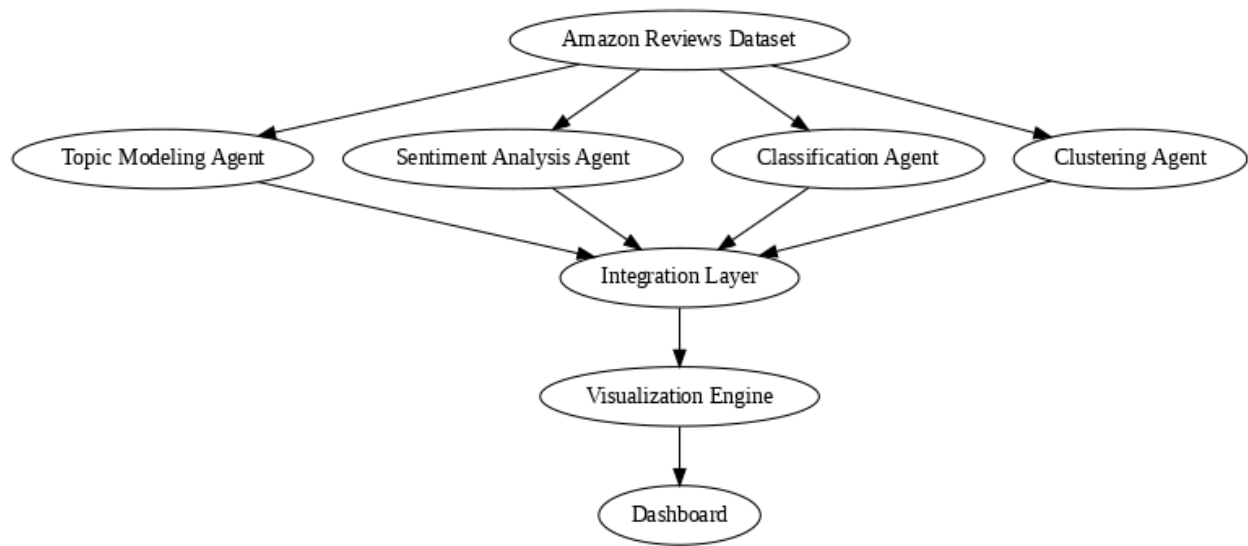 Amazon Reviews Dataset
Topic Modeling Agent
Sentiment Analysis Agent
Classification Agent
Clustering Agent
Integration Layer
Visualization Engine
Dashboard